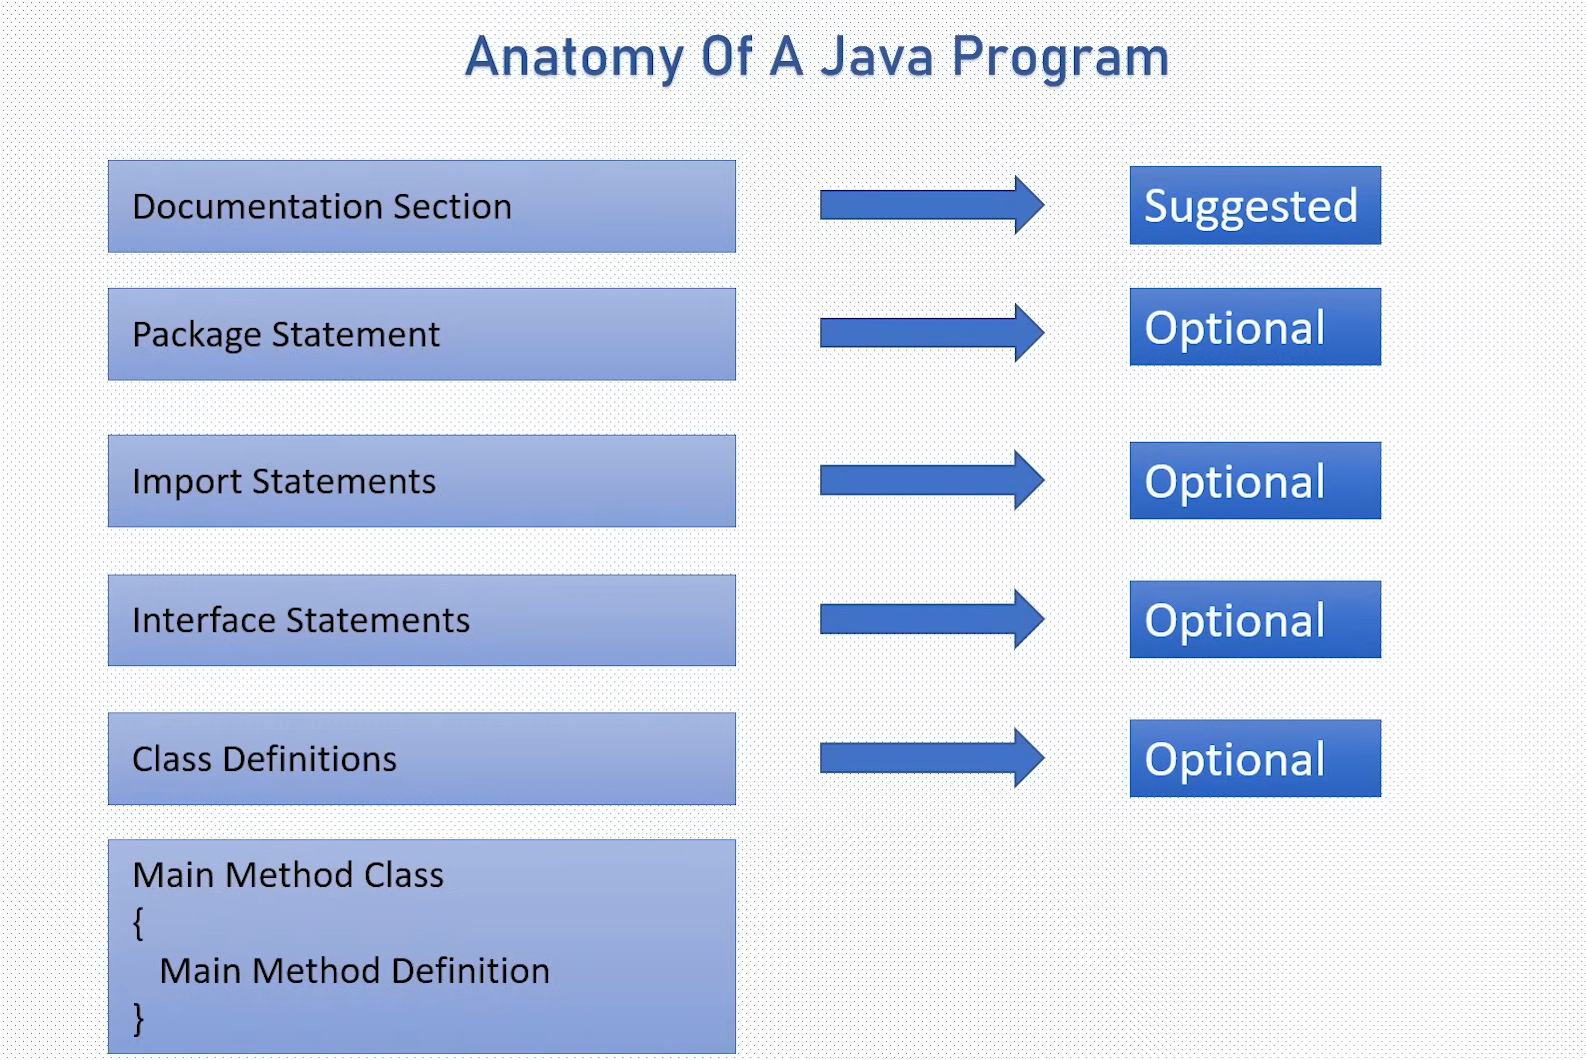 Anatomy Of A Java Program
Documentation Section
Suggested
Package Statement
Optional
Import Statements
Optional
Interface Statements
Optional
Class Definitions
Optional
Main Method Class
{
Main Method Definition
}